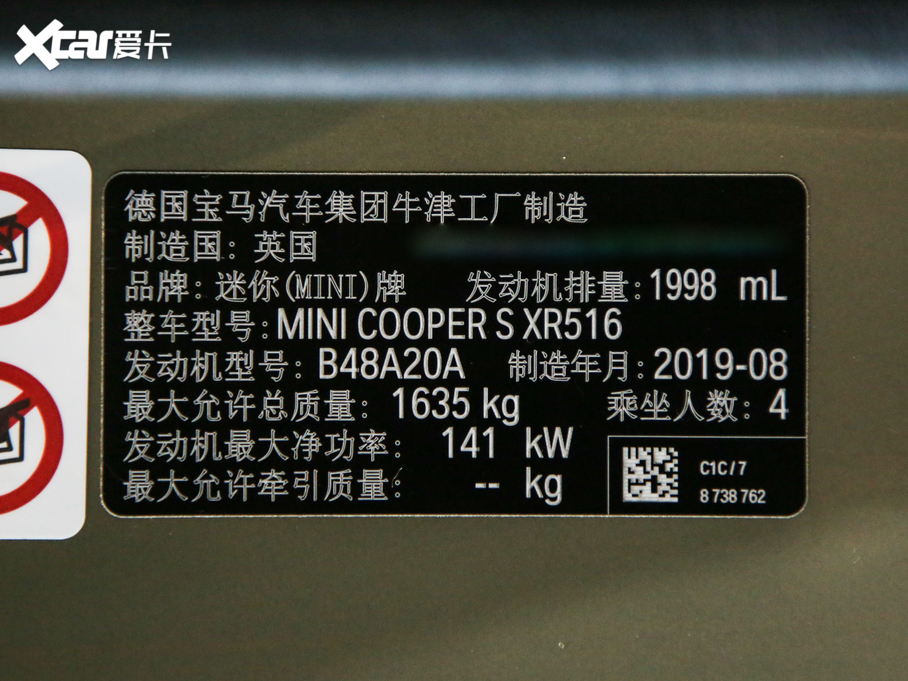 Xcar爱卡
德国宝马汽车集团牛津工厂制造
制造国: 英国
品牌: 迷你(MINI)牌 发动机排量: 1998 mL
整车型号: MINI COOPER S XR516
发动机型号: B48A20A 制造年月: 2019-08
最大允许总质量: 1635 kg 乘坐人数: 4
发动机最大净功率: 141 kW
最大允许牵引质量: -- kg
C1C/7
8 738 762